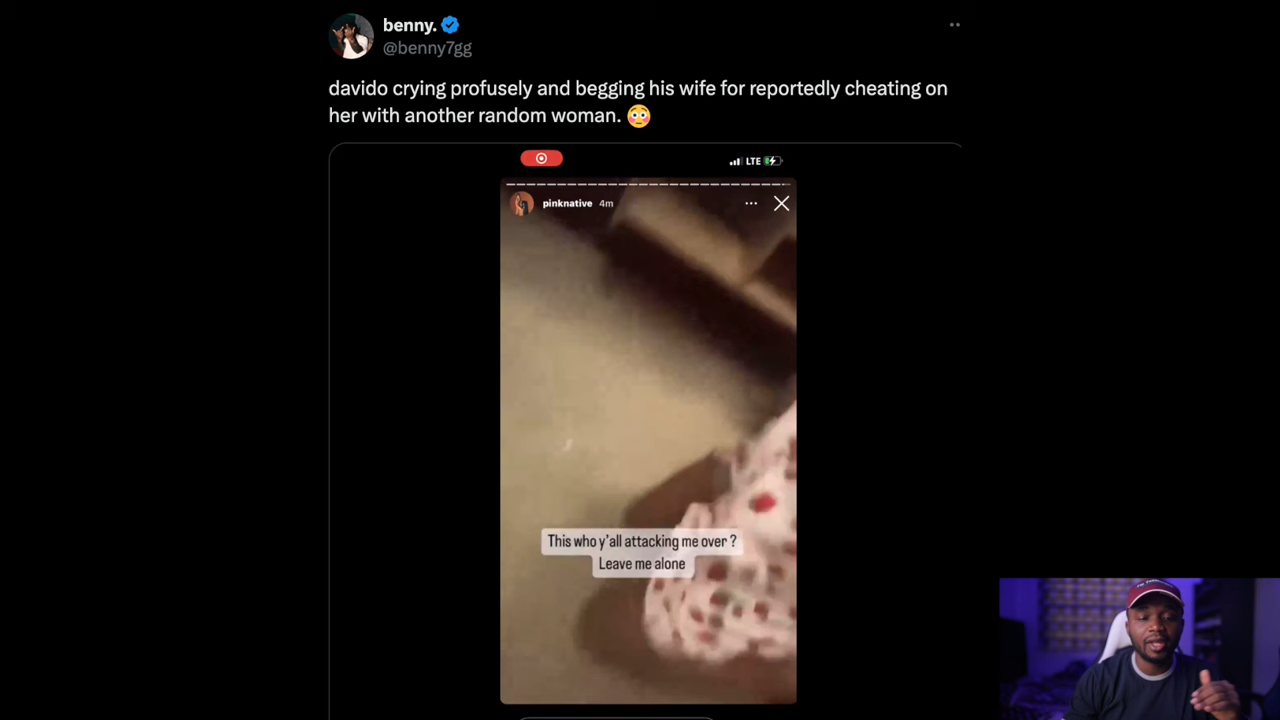 benny.
@benny7gg
davido crying profusely and begging his wife for reportedly cheating on
her with another random woman. 😳
LTE
pinknative 4m
This who y'all attacking me over ?
Leave me alone